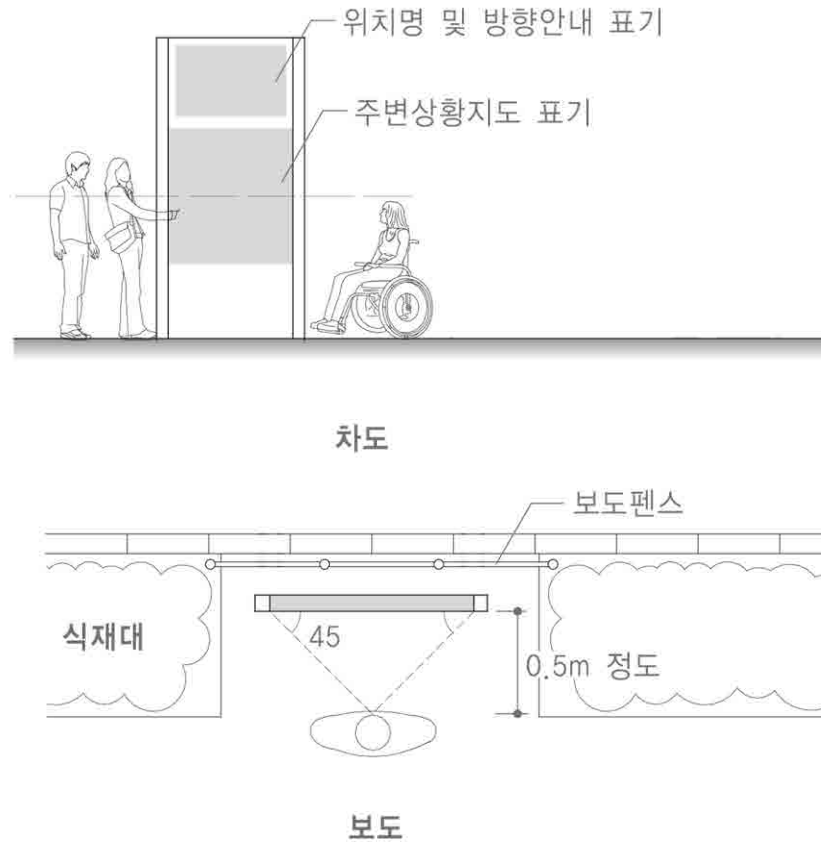 위치명 및 방향안내 표기
주변상황지도 표기
차도
보도펜스
식재대
45
0.5m 정도
보도